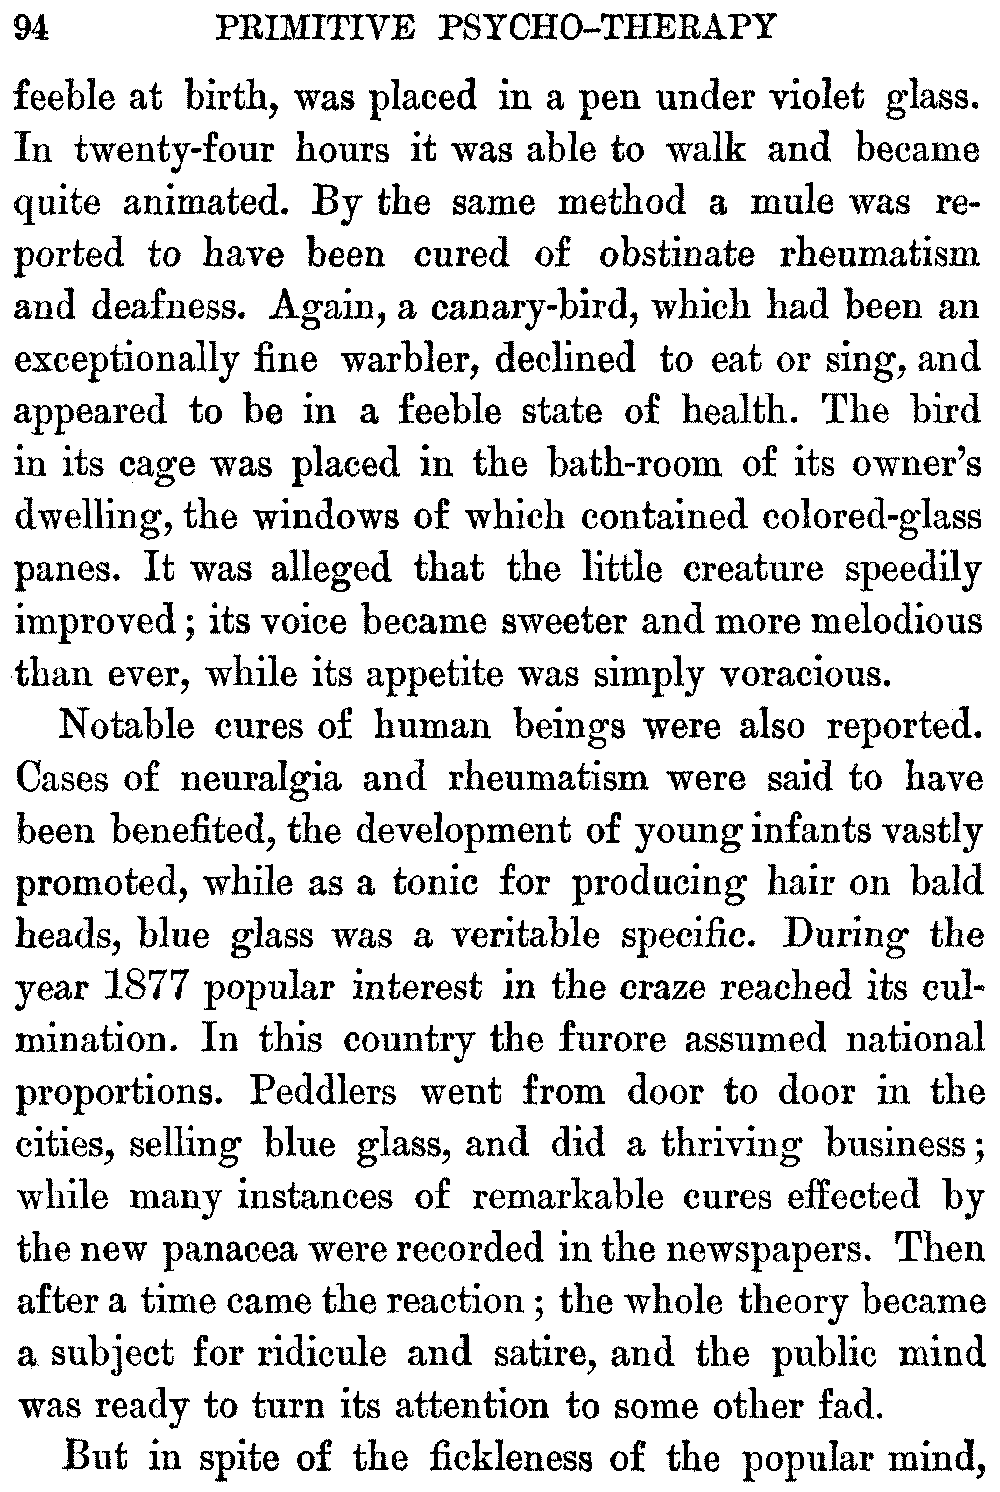 94 PRIMITIVE PSYCHO-THERAPY
feeble at birth, was placed in a pen under violet glass.
In twenty-four hours it was able to walk and became
quite animated. By the same method a mule was re-
ported to have been cured of obstinate rheumatism
and deafness. Again, a canary-bird, which had been an
exceptionally fine warbler, declined to eat or sing, and
appeared to be in a feeble state of health. The bird
in its cage was placed in the bath-room of its owner's
dwelling, the windows of which contained colored-glass
panes. It was alleged that the little creature speedily
improved; its voice became sweeter and more melodious
than ever, while its appetite was simply voracious.
Notable cures of human beings were also reported.
Cases of neuralgia and rheumatism were said to have
been benefited, the development of young infants vastly
promoted, while as a tonic for producing hair on bald
heads, blue glass was a veritable specific. During the
year 1877 popular interest in the craze reached its cul-
mination. In this country the furore assumed national
proportions. Peddlers went from door to door in the
cities, selling blue glass, and did a thriving business;
while many instances of remarkable cures effected by
the new panacea were recorded in the newspapers. Then
after a time came the reaction; the whole theory became
a subject for ridicule and satire, and the public mind
was ready to turn its attention to some other fad.
But in spite of the fickleness of the popular mind,